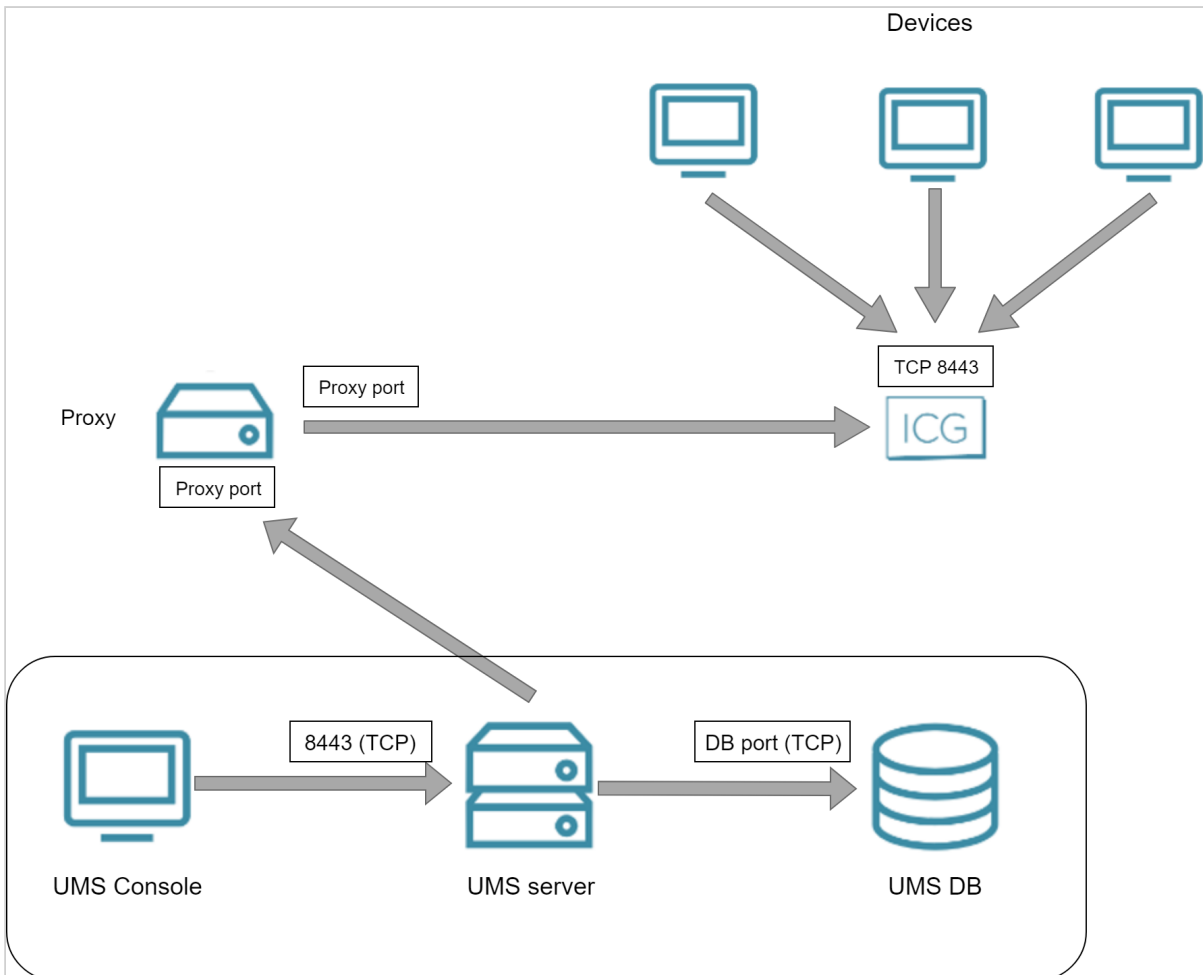 Devices
TCP 8443
Proxy port
Proxy
ICG
Proxy port
8443 (TCP)
DB port (TCP)
UMS Console
UMS server
UMS DB